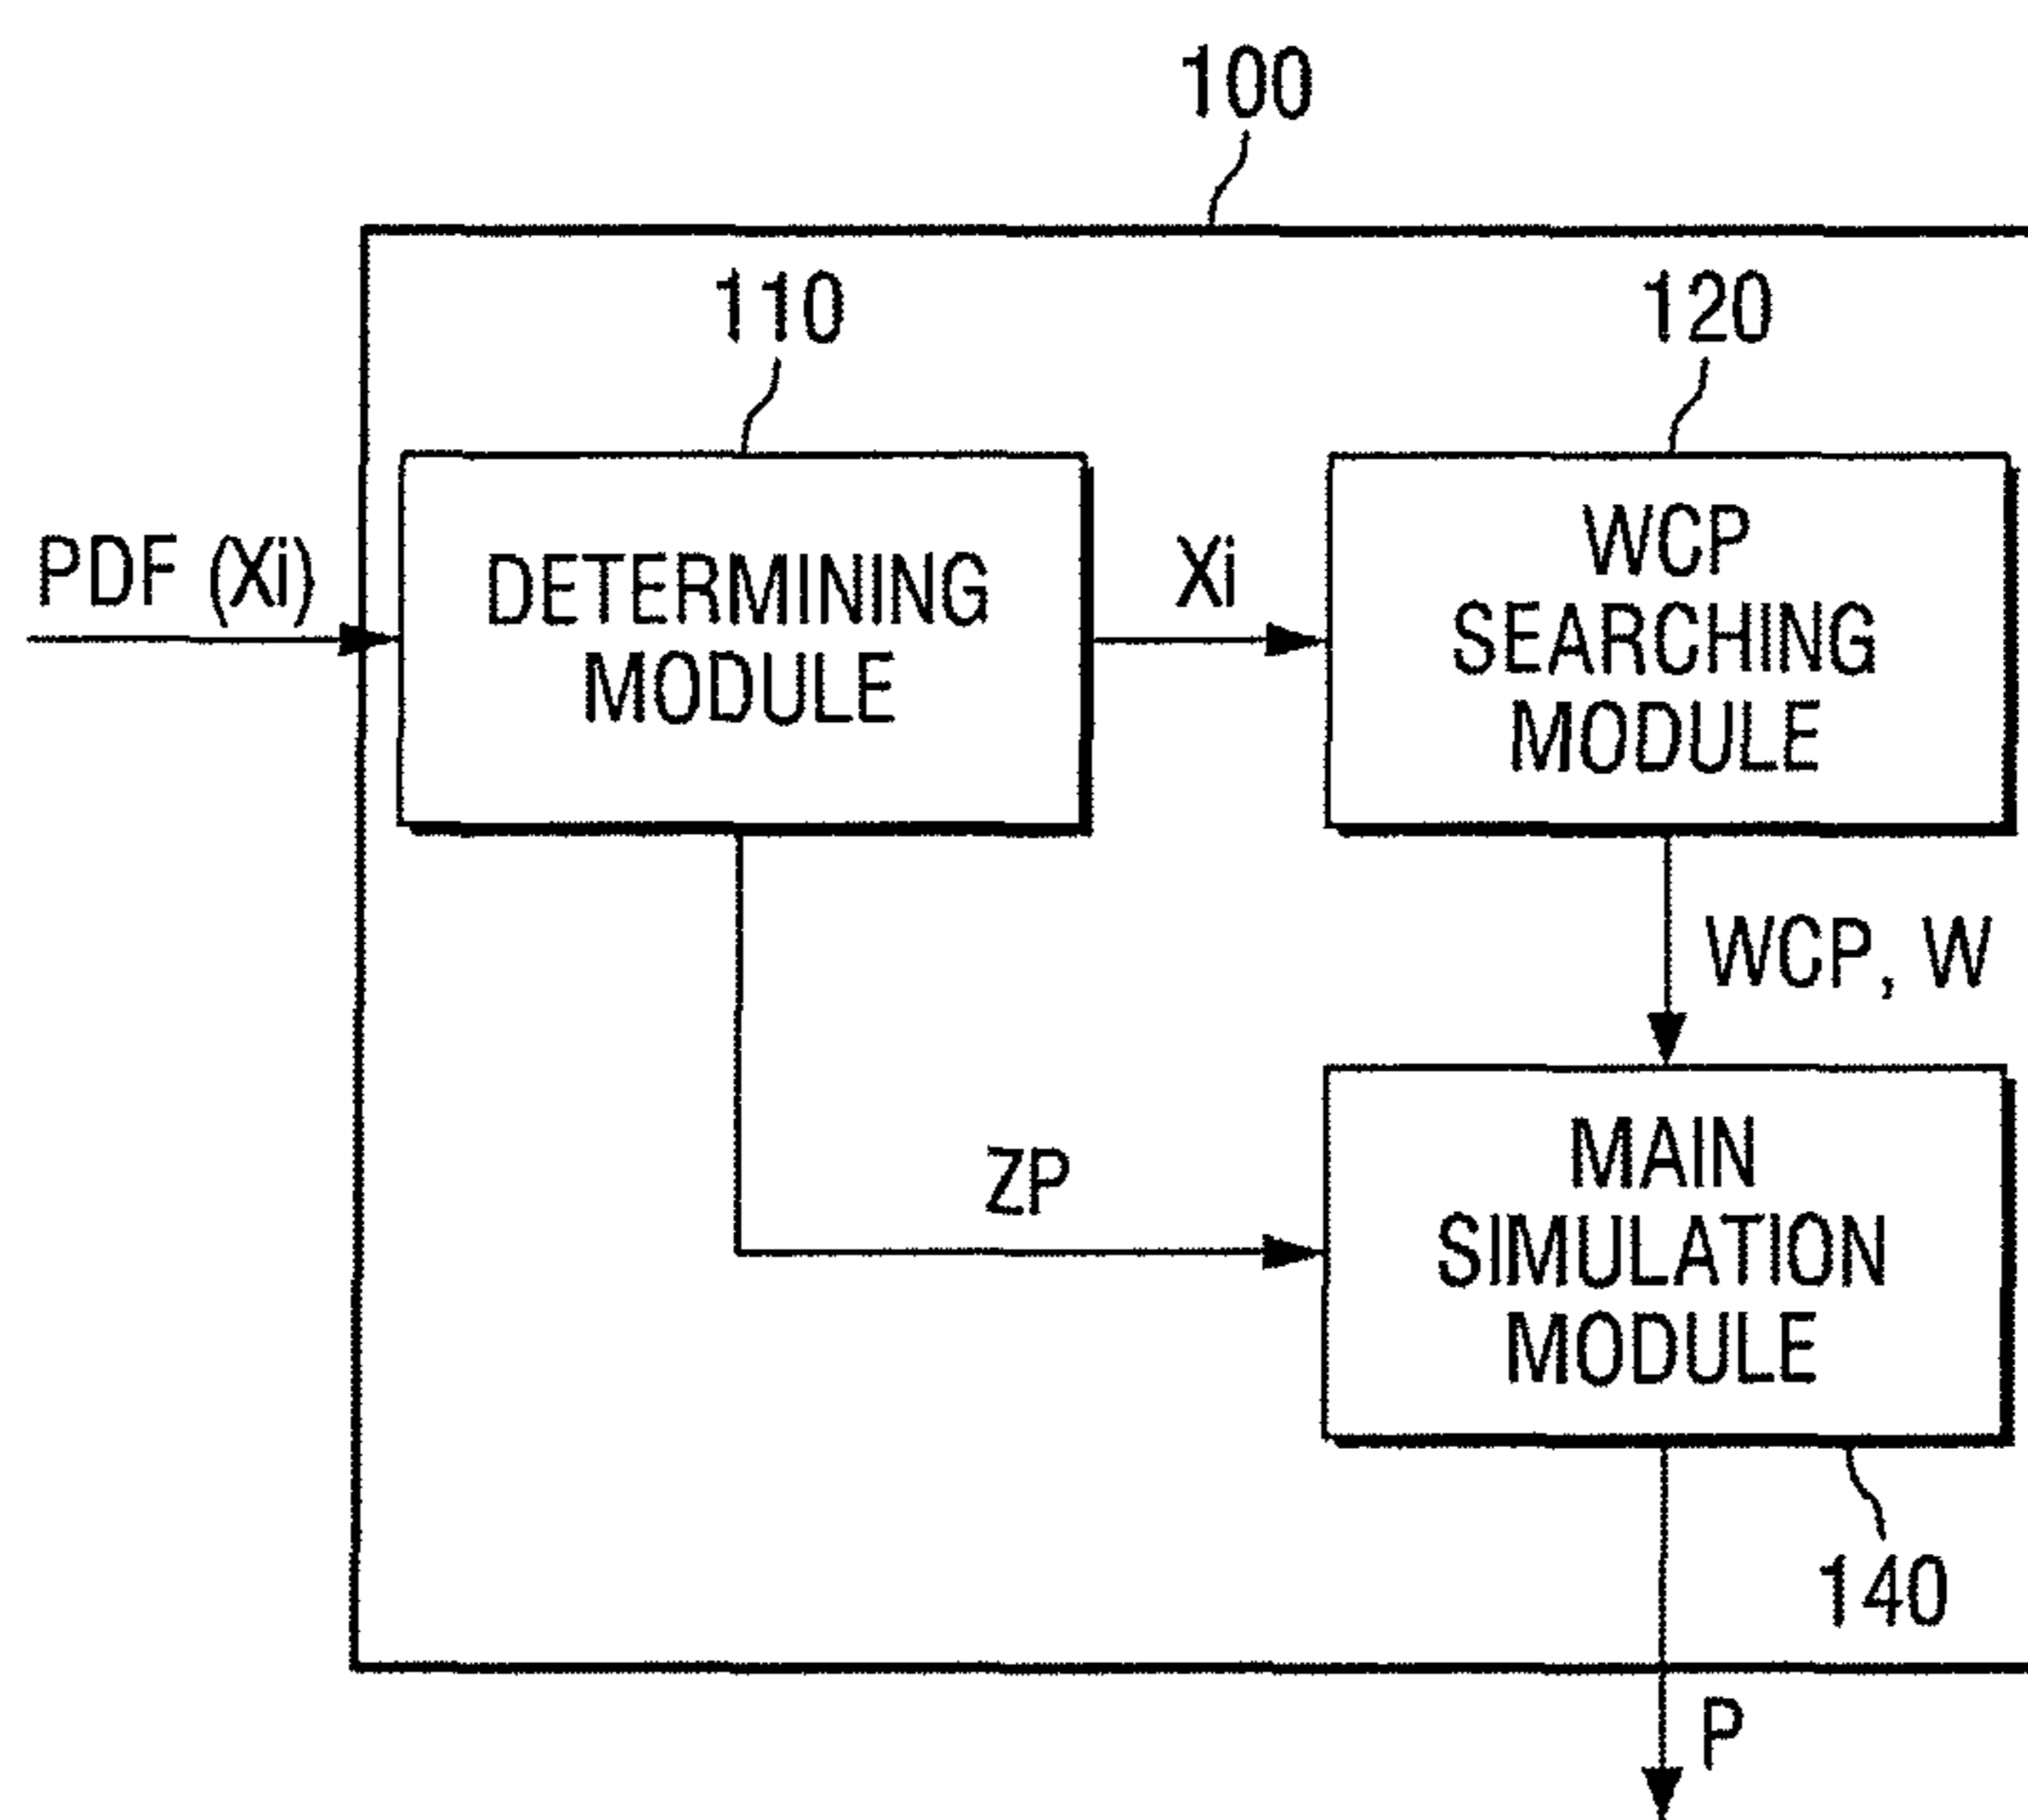 100
110
120
PDF (Xi)
DETERMINING
MODULE
Xi
WCP
SEARCHING
MODULE
WCP, W
ZP
MAIN
SIMULATION
MODULE
140
P